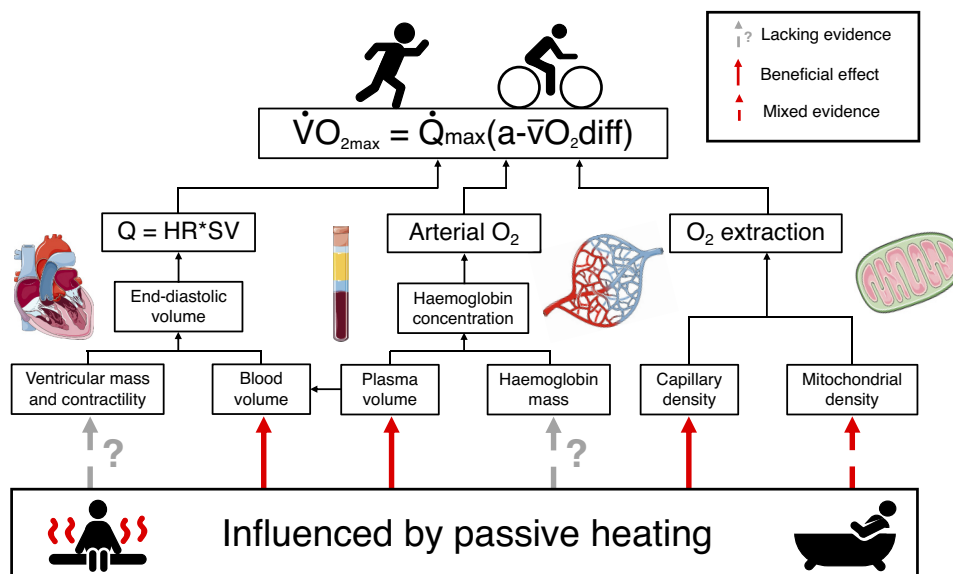 ? Lacking evidence
Beneficial effect
Mixed evidence
V̇O₂max = Q̇max(a-v̄O₂diff)
Q = HR*SV
Arterial O₂
O₂ extraction
End-diastolic
volume
Haemoglobin
concentration
Ventricular mass
and contractility
Blood
volume
Plasma
volume
Haemoglobin
mass
Capillary
density
Mitochondrial
density
?
?
Influenced by passive heating